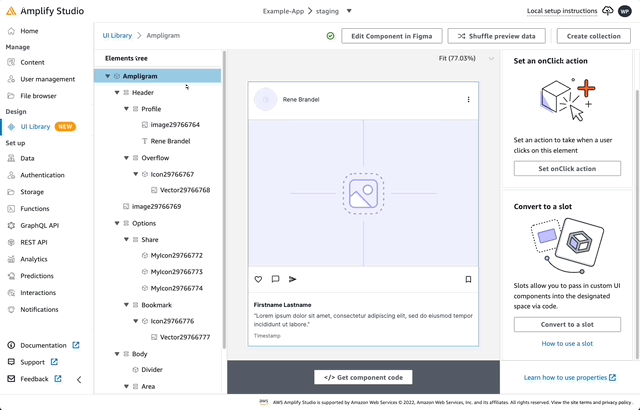 Amplify Studio
Example-App > staging ▼
Local setup instructions
WP
Home
Manage
Content
User management
File browser
Design
UI Library NEW
Set up
Data
Authentication
Storage
Functions
GraphQL API
REST API
Analytics
Predictions
Interactions
Notifications
Documentation
Support
Feedback
UI Library > Ampligram
Edit Component in Figma
Shuffle preview data
Create collection
Elements tree
Ampligram
Header
Profile
image29766764
Rene Brandel
Overflow
Icon29766767
Vector29766768
image29766769
Options
Share
MyIcon29766772
MyIcon29766773
MyIcon29766774
Bookmark
Icon29766776
Vector29766777
Body
Divider
Area
Fit (77.03%)
Rene Brandel
Firstname Lastname
"Lorem ipsum dolor sit amet, consectetur adipiscing elit, sed do eiusmod tempor
incididunt ut labore."
Timestamp
</> Get component code
Set an onClick action
Set an action to take when a user
clicks on this element
Set onClick action
Convert to a slot
Slots allow you to pass in custom UI
components into the designated
space via code.
Convert to a slot
How to use a slot
Learn how to use properties
aws AWS Amplify Studio is supported by Amazon Web Services © 2022, Amazon Web Services, Inc. and its affiliates. All rights reserved. View the site terms and privacy policy.